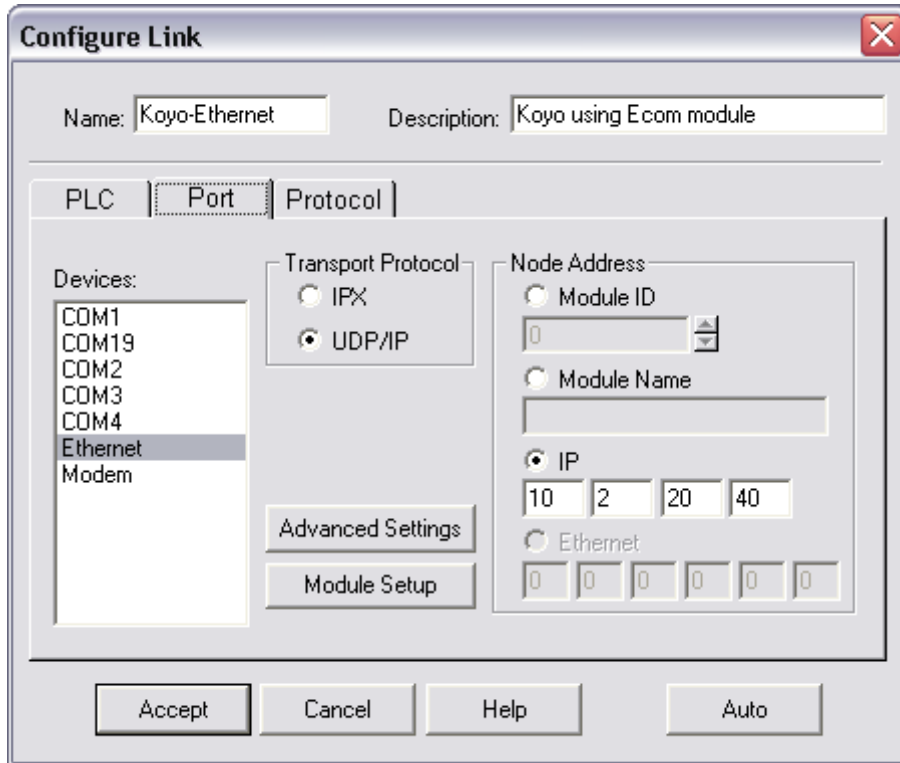 Configure Link
Name: Koyo-Ethernet Description: Koyo using Ecom module
PLC Port Protocol
Devices:
COM1
COM19
COM2
COM3
COM4
Ethernet
Modem
Transport Protocol
IPX
UDP/IP
Advanced Settings
Module Setup
Node Address
Module ID
0
Module Name
IP
10 2 20 40
Ethernet
0 0 0 0 0 0
Accept Cancel Help Auto